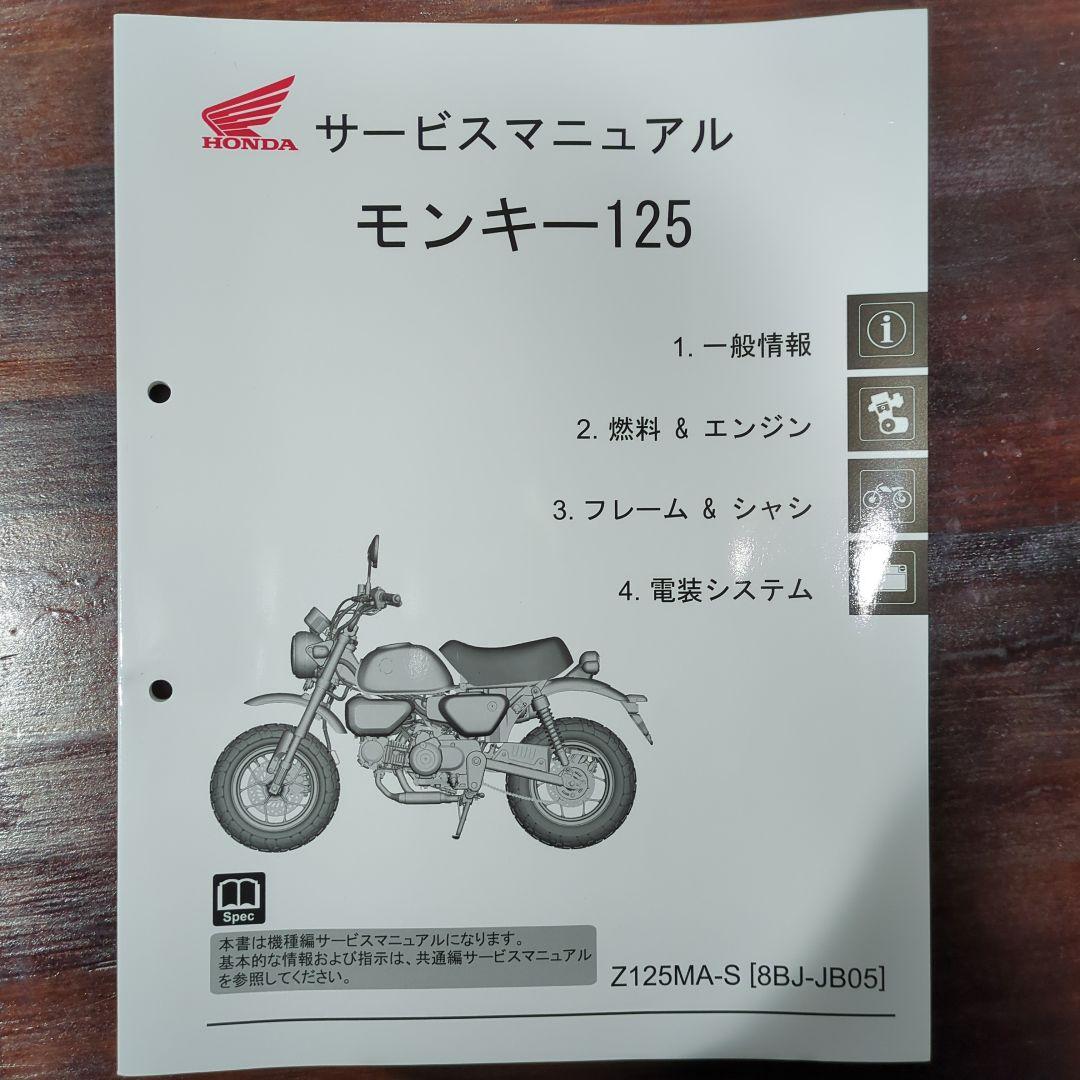 HONDA
サービスマニュアル
モンキー125
1. 一般情報
2. 燃料 & エンジン
3. フレーム & シャシ
4. 電装システム
Spec
本書は機種編サービスマニュアルになります。
基本的な情報および指示は、共通編サービスマニュアル
を参照してください。
Z125MA-S [8BJ-JB05]